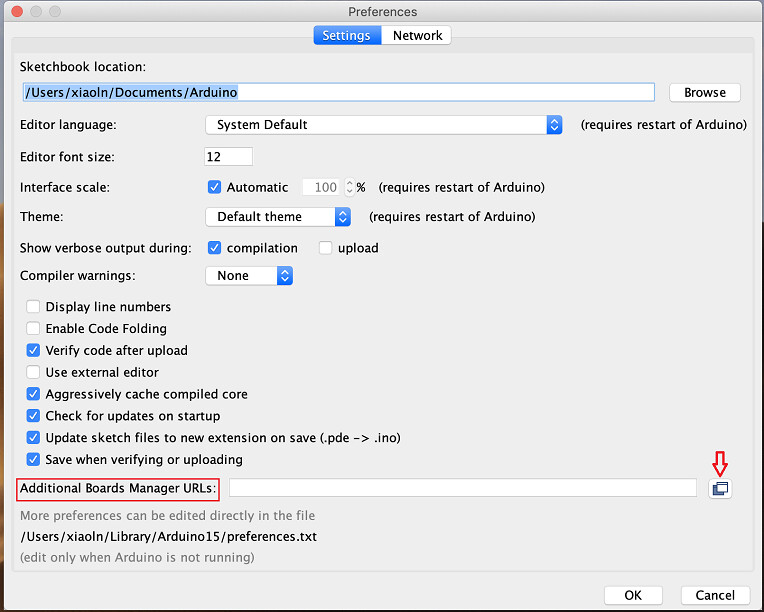 Preferences
Settings Network
Sketchbook location:
/Users/xiaoln/Documents/Arduino Browse
Editor language: System Default (requires restart of Arduino)
Editor font size: 12
Interface scale: Automatic 100 % (requires restart of Arduino)
Theme: Default theme (requires restart of Arduino)
Show verbose output during: compilation upload
Compiler warnings: None
Display line numbers
Enable Code Folding
Verify code after upload
Use external editor
Aggressively cache compiled core
Check for updates on startup
Update sketch files to new extension on save (.pde -> .ino)
Save when verifying or uploading
Additional Boards Manager URLs:
More preferences can be edited directly in the file
/Users/xiaoln/Library/Arduino15/preferences.txt
(edit only when Arduino is not running)
OK Cancel